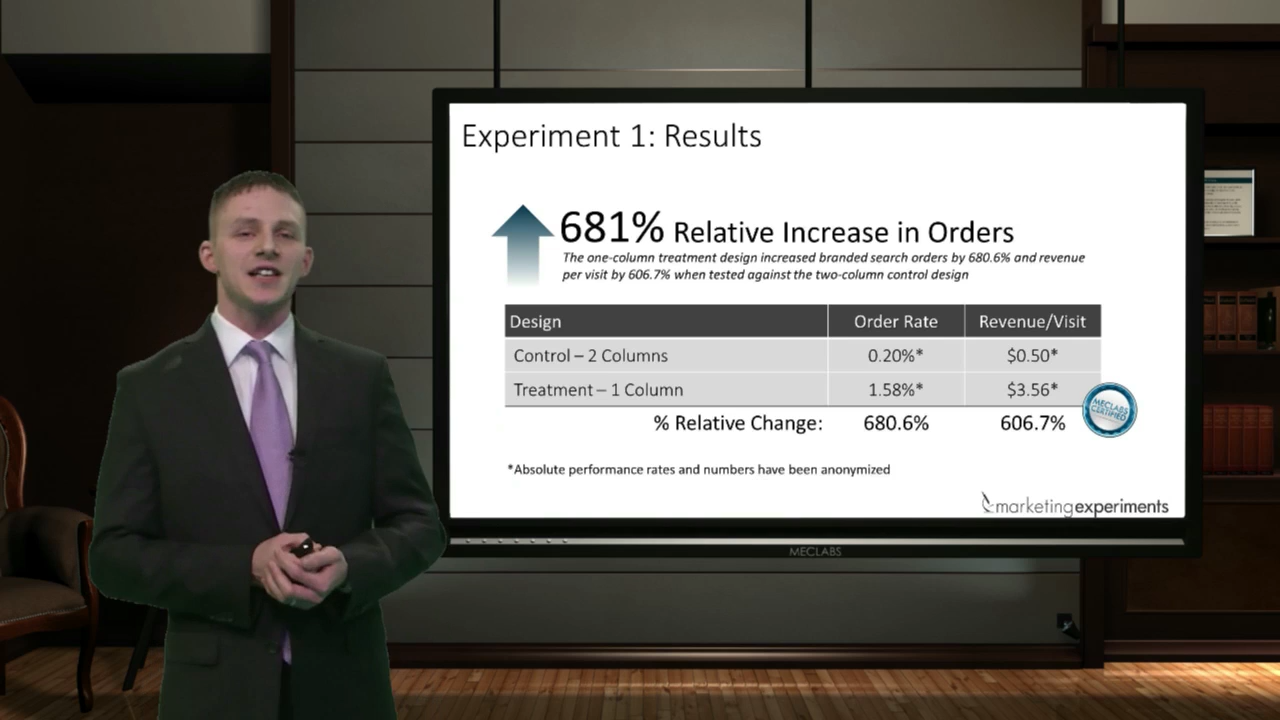 Experiment 1: Results
681% Relative Increase in Orders
The one-column treatment design increased branded search orders by 680.6% and revenue
per visit by 606.7% when tested against the two-column control design
Design Order Rate Revenue/Visit
Control – 2 Columns 0.20%* $0.50*
Treatment – 1 Column 1.58%* $3.56*
% Relative Change: 680.6% 606.7%
MECLABS
CERTIFIED
*Absolute performance rates and numbers have been anonymized
marketingexperiments
MECLABS